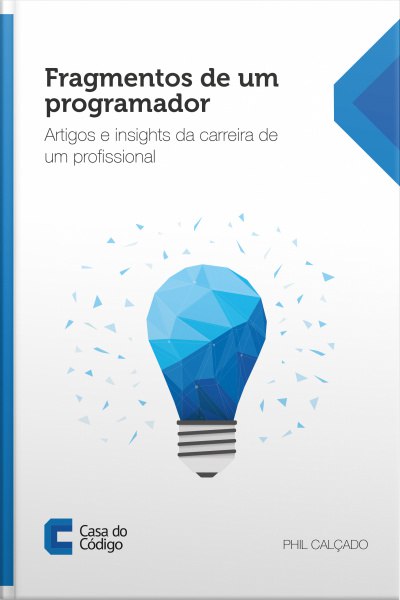 Fragmentos de um
programador
Artigos e insights da carreira de
um profissional
Casa do
Código
PHIL CALÇADO